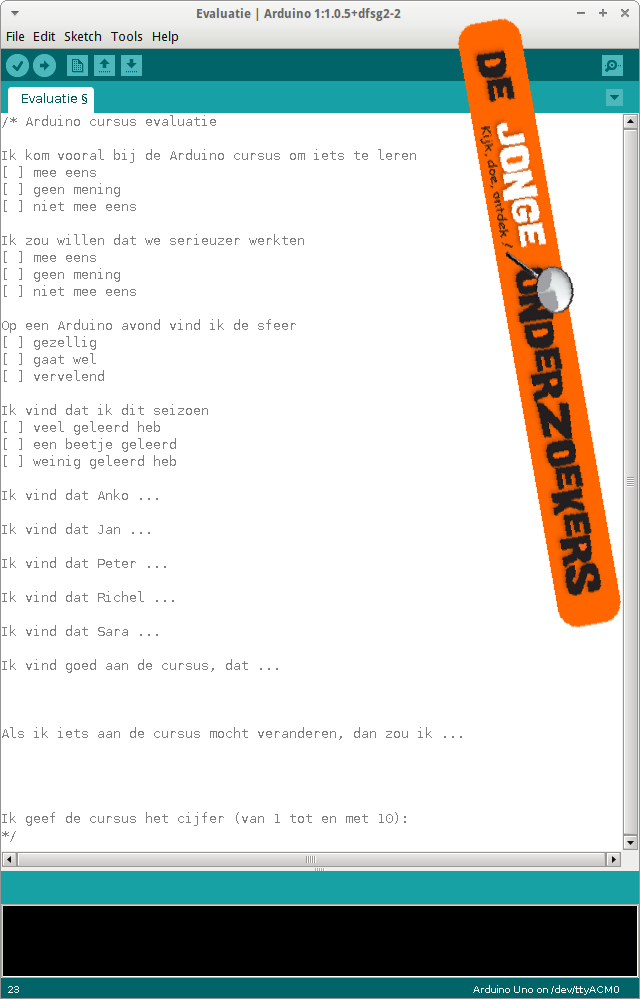 Evaluatie | Arduino 1:1.0.5+dfsg2-2
File Edit Sketch Tools Help
Evaluatie §
/* Arduino cursus evaluatie
Ik kom vooral bij de Arduino cursus om iets te leren
[ ] mee eens
[ ] geen mening
[ ] niet mee eens
Ik zou willen dat we serieuzer werkten
[ ] mee eens
[ ] geen mening
[ ] niet mee eens
Op een Arduino avond vind ik de sfeer
[ ] gezellig
[ ] gaat wel
[ ] vervelend
Ik vind dat ik dit seizoen
[ ] veel geleerd heb
[ ] een beetje geleerd
[ ] weinig geleerd heb
Ik vind dat Anko ...
Ik vind dat Jan ...
Ik vind dat Peter ...
Ik vind dat Richel ...
Ik vind dat Sara ...
Ik vind goed aan de cursus, dat ...
Als ik iets aan de cursus mocht veranderen, dan zou ik ...
Ik geef de cursus het cijfer (van 1 tot en met 10):
*/
DE JONGE ONDERZOEKERS
Kijk, doe, ontdek!
23
Arduino Uno on /dev/ttyACM0